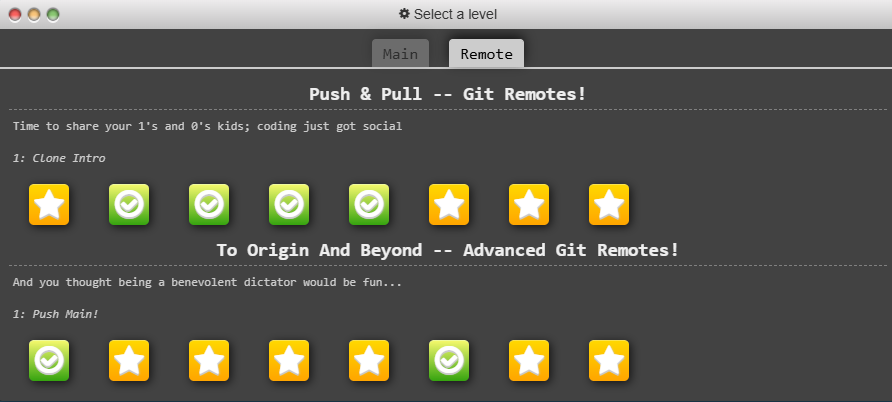 Select a level
Main
Remote
Push & Pull -- Git Remotes!
Time to share your 1's and 0's kids; coding just got social
1: Clone Intro
To Origin And Beyond -- Advanced Git Remotes!
And you thought being a benevolent dictator would be fun...
1: Push Main!